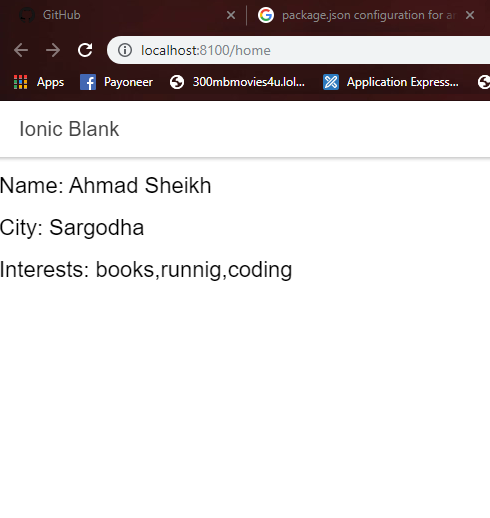 GitHub
package.json configuration for a
localhost:8100/home
Apps Payoneer 300mbmovies4u.lol... Application Express...
Ionic Blank
Name: Ahmad Sheikh
City: Sargodha
Interests: books,runnig,coding